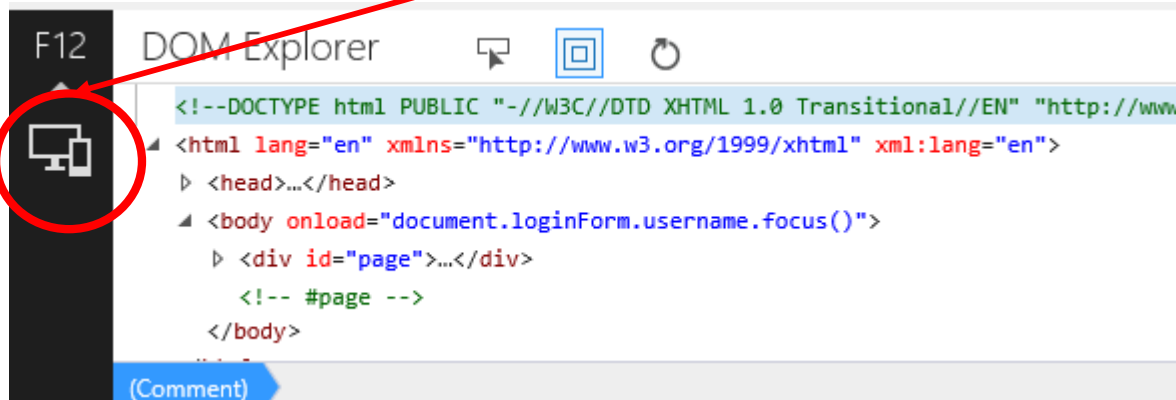 F12 DOM Explorer
<!--DOCTYPE html PUBLIC "-//W3C//DTD XHTML 1.0 Transitional//EN" "http://www
<html lang="en" xmlns="http://www.w3.org/1999/xhtml" xml:lang="en">
<head>…</head>
<body onload="document.loginForm.username.focus()">
<div id="page">…</div>
<!-- #page -->
</body>
(Comment)